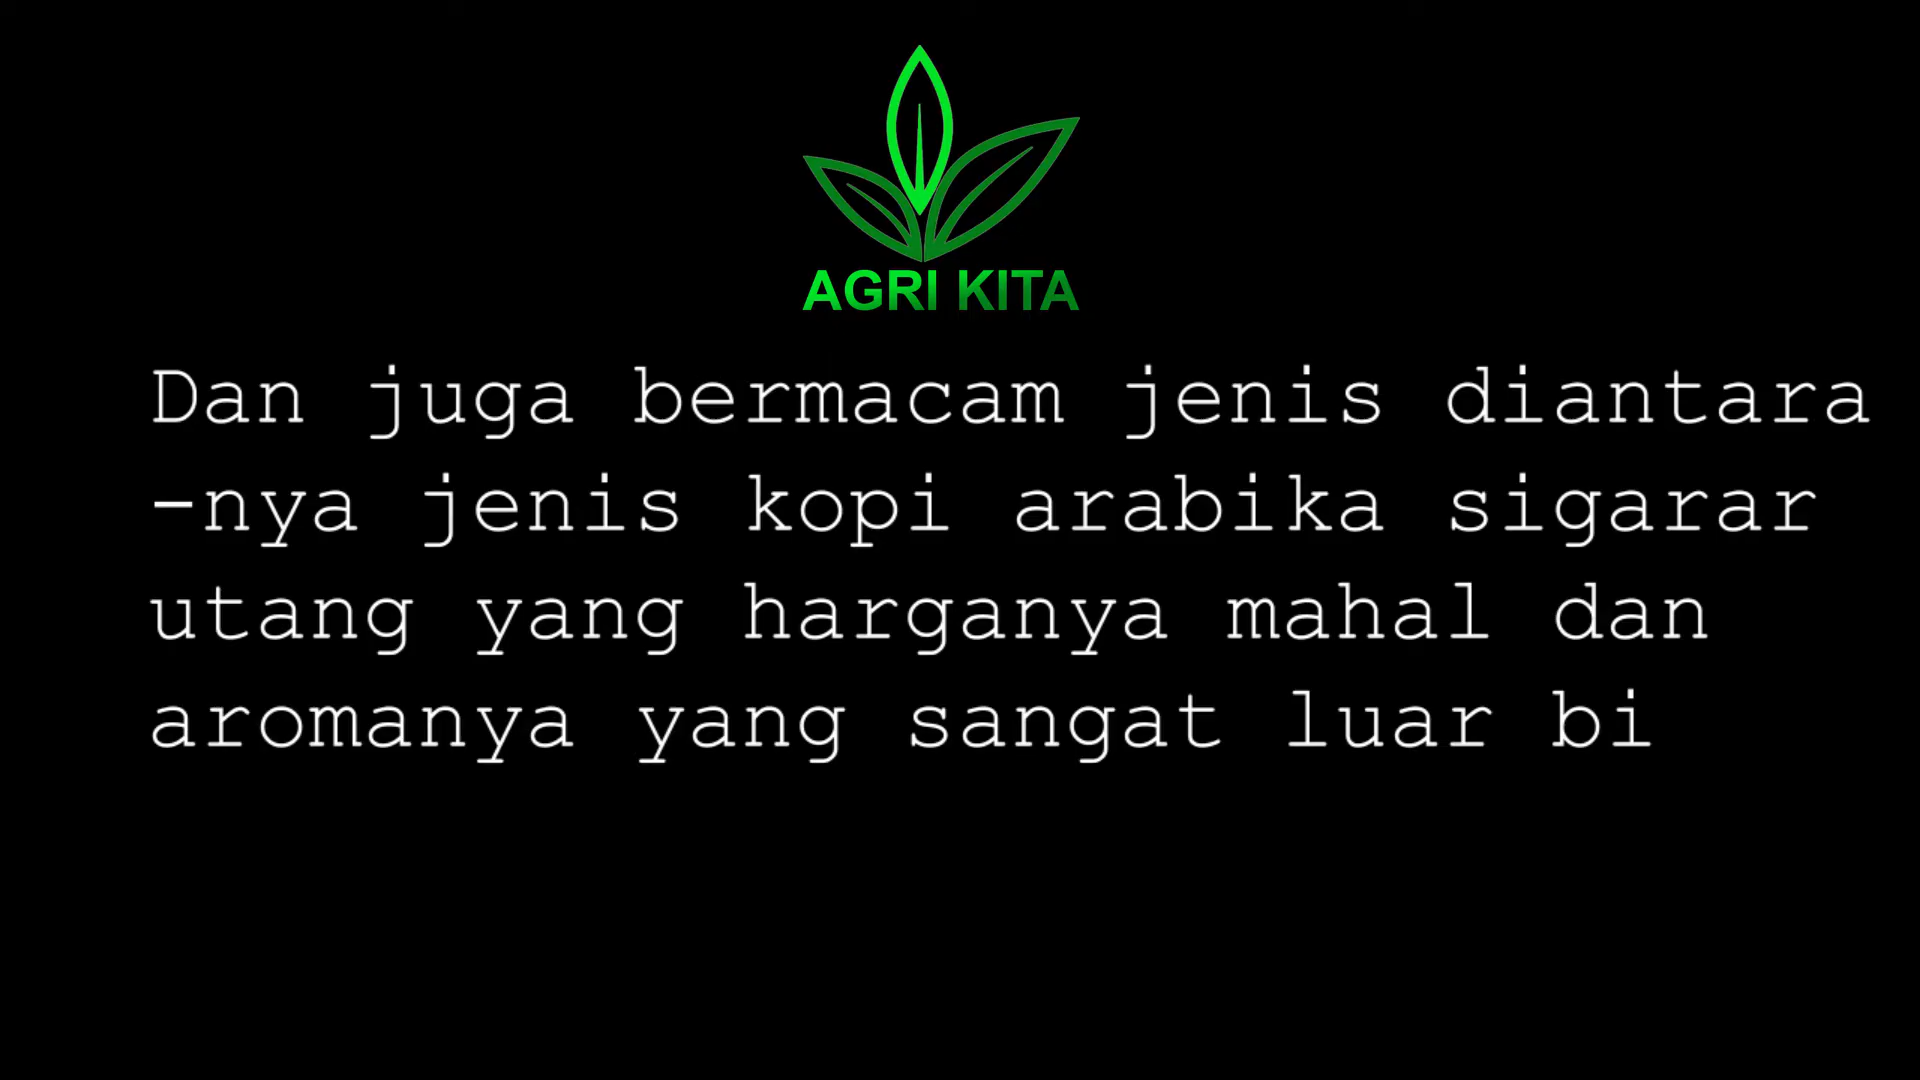 AGRI KITA
Dan juga bermacam jenis diantara
-nya jenis kopi arabika sigarar
utang yang harganya mahal dan
aromanya yang sangat luar bi